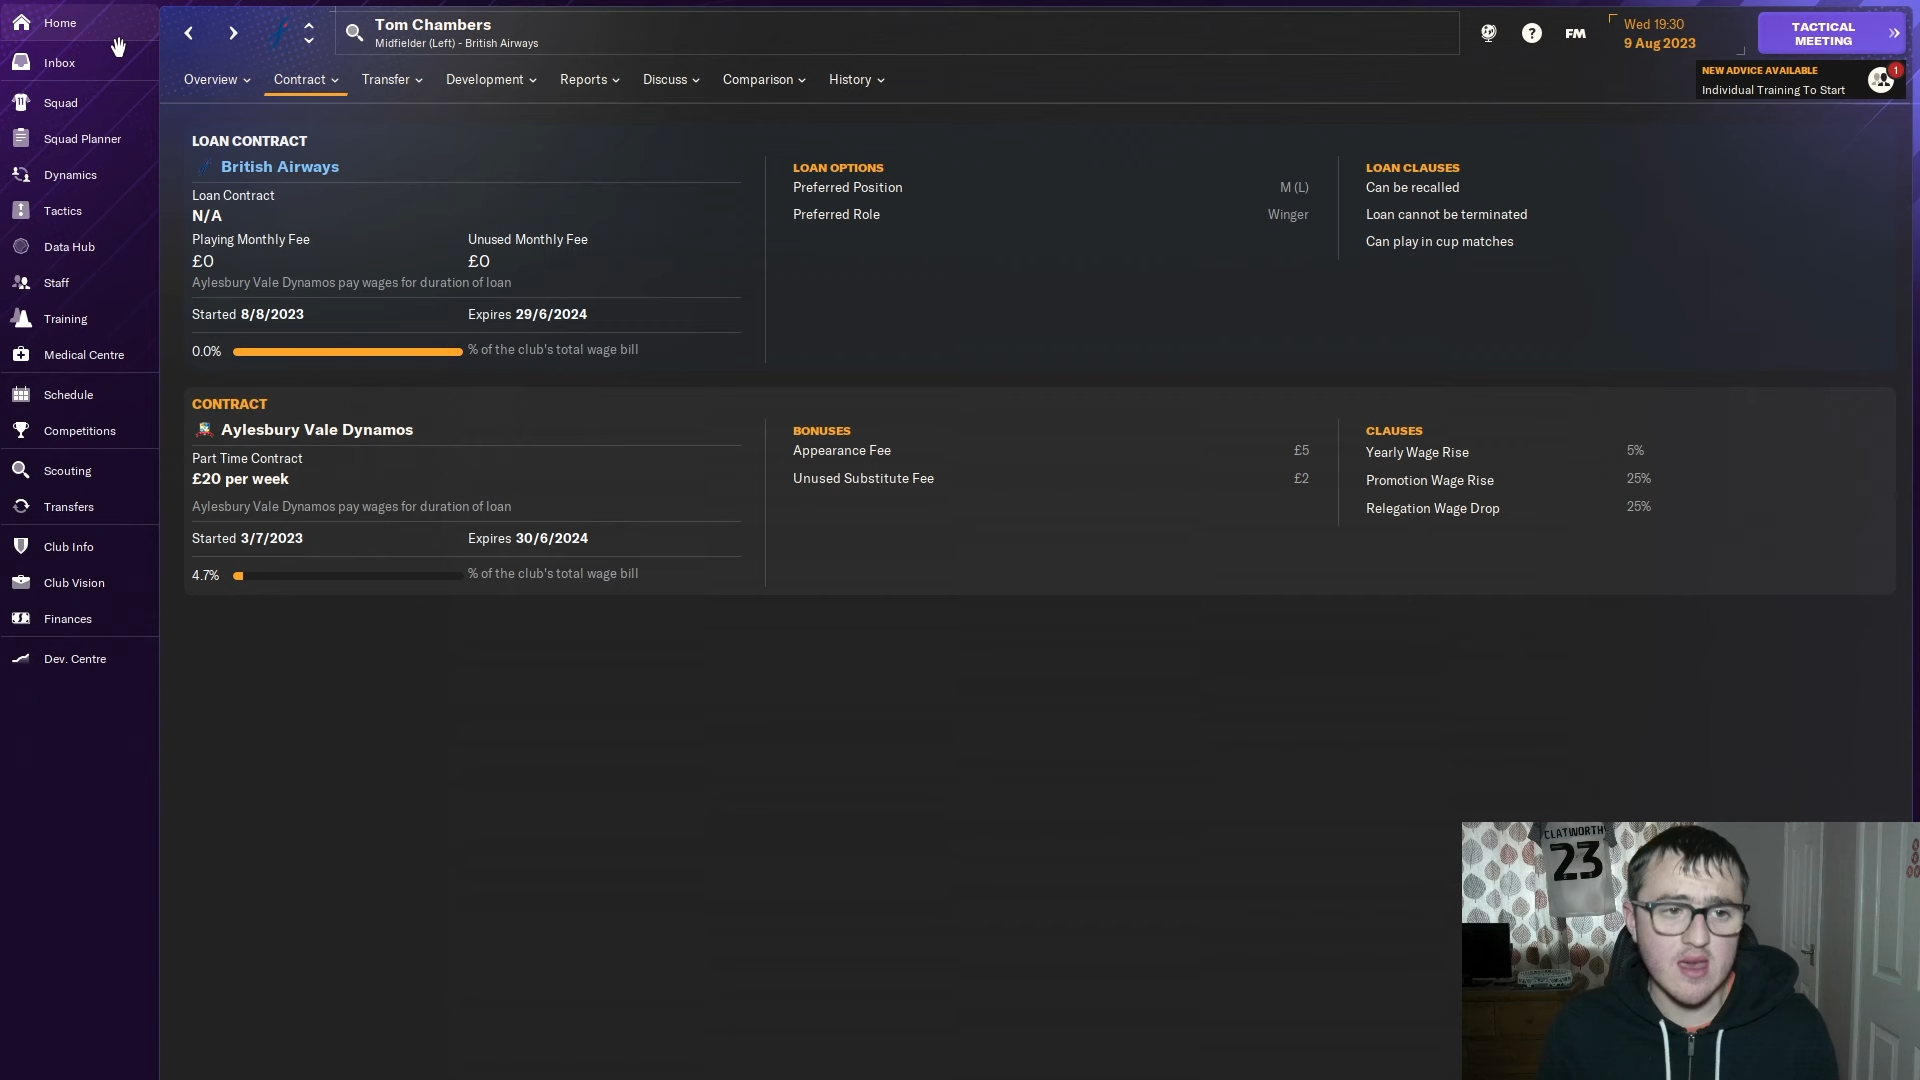 Home
Inbox
Squad
Squad Planner
Dynamics
Tactics
Data Hub
Staff
Training
Medical Centre
Schedule
Competitions
Scouting
Transfers
Club Info
Club Vision
Finances
Dev. Centre
Tom Chambers
Midfielder (Left) - British Airways
?
FM
Wed 19:30
9 Aug 2023
TACTICAL
MEETING
Overview Contract Transfer Development Reports Discuss Comparison History
NEW ADVICE AVAILABLE
Individual Training To Start
1
LOAN CONTRACT
British Airways
Loan Contract
N/A
Playing Monthly Fee Unused Monthly Fee
£0 £0
Aylesbury Vale Dynamos pay wages for duration of loan
Started 8/8/2023 Expires 29/6/2024
0.0% % of the club's total wage bill
LOAN OPTIONS
Preferred Position M (L)
Preferred Role Winger
LOAN CLAUSES
Can be recalled
Loan cannot be terminated
Can play in cup matches
CONTRACT
Aylesbury Vale Dynamos
Part Time Contract
£20 per week
Aylesbury Vale Dynamos pay wages for duration of loan
Started 3/7/2023 Expires 30/6/2024
4.7% % of the club's total wage bill
BONUSES
Appearance Fee £5
Unused Substitute Fee £2
CLAUSES
Yearly Wage Rise 5%
Promotion Wage Rise 25%
Relegation Wage Drop 25%
CLATWORTH
23